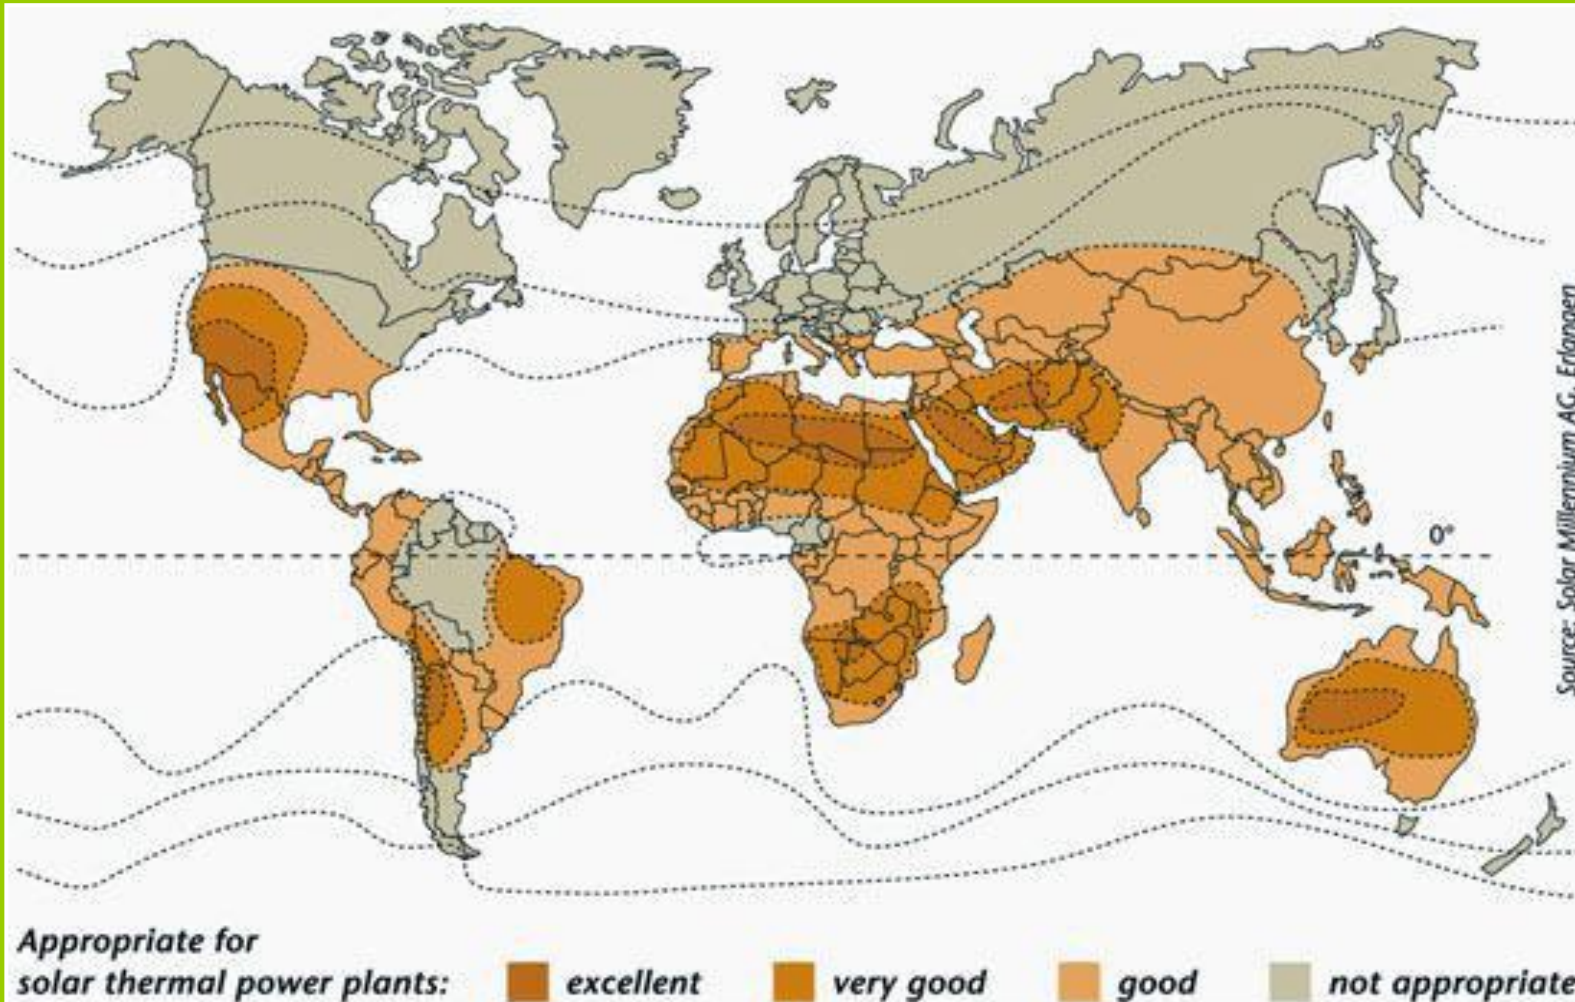 0°
Source: Solar Millennium AG, Erlangen
Appropriate for
solar thermal power plants: excellent very good good not appropriate